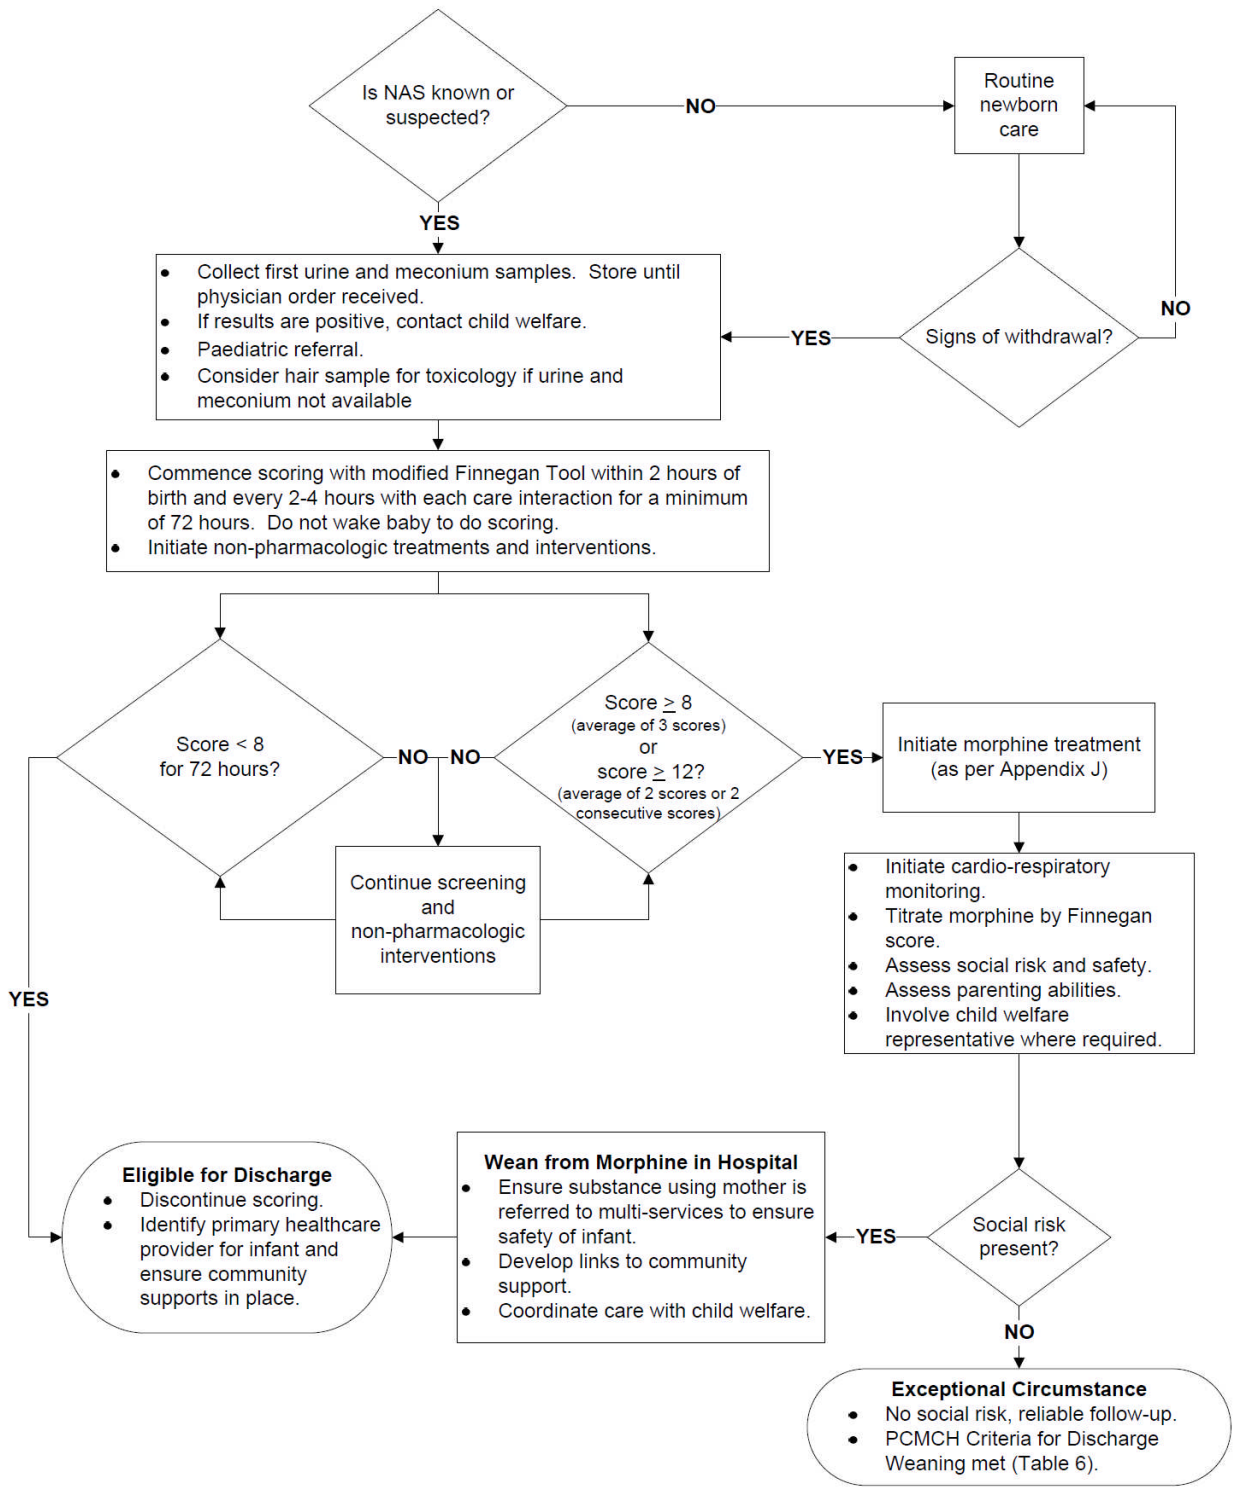 Is NAS known or
suspected?
NO
Routine
newborn
care
YES
• Collect first urine and meconium samples.  Store until
physician order received.
• If results are positive, contact child welfare.
• Paediatric referral.
• Consider hair sample for toxicology if urine and
meconium not available
YES
Signs of withdrawal?
NO
• Commence scoring with modified Finnegan Tool within 2 hours of
birth and every 2-4 hours with each care interaction for a minimum
of 72 hours.  Do not wake baby to do scoring.
• Initiate non-pharmacologic treatments and interventions.
Score < 8
for 72 hours?
NO
NO
Score ≥ 8
(average of 3 scores)
or
score ≥ 12?
(average of 2 scores or 2
consecutive scores)
YES
Initiate morphine treatment
(as per Appendix J)
Continue screening
and
non-pharmacologic
interventions
• Initiate cardio-respiratory
monitoring.
• Titrate morphine by Finnegan
score.
• Assess social risk and safety.
• Assess parenting abilities.
• Involve child welfare
representative where required.
YES
Eligible for Discharge
• Discontinue scoring.
• Identify primary healthcare
provider for infant and
ensure community
supports in place.
Wean from Morphine in Hospital
• Ensure substance using mother is
referred to multi-services to ensure
safety of infant.
• Develop links to community
support.
• Coordinate care with child welfare.
YES
Social risk
present?
NO
Exceptional Circumstance
• No social risk, reliable follow-up.
• PCMCH Criteria for Discharge
Weaning met (Table 6).